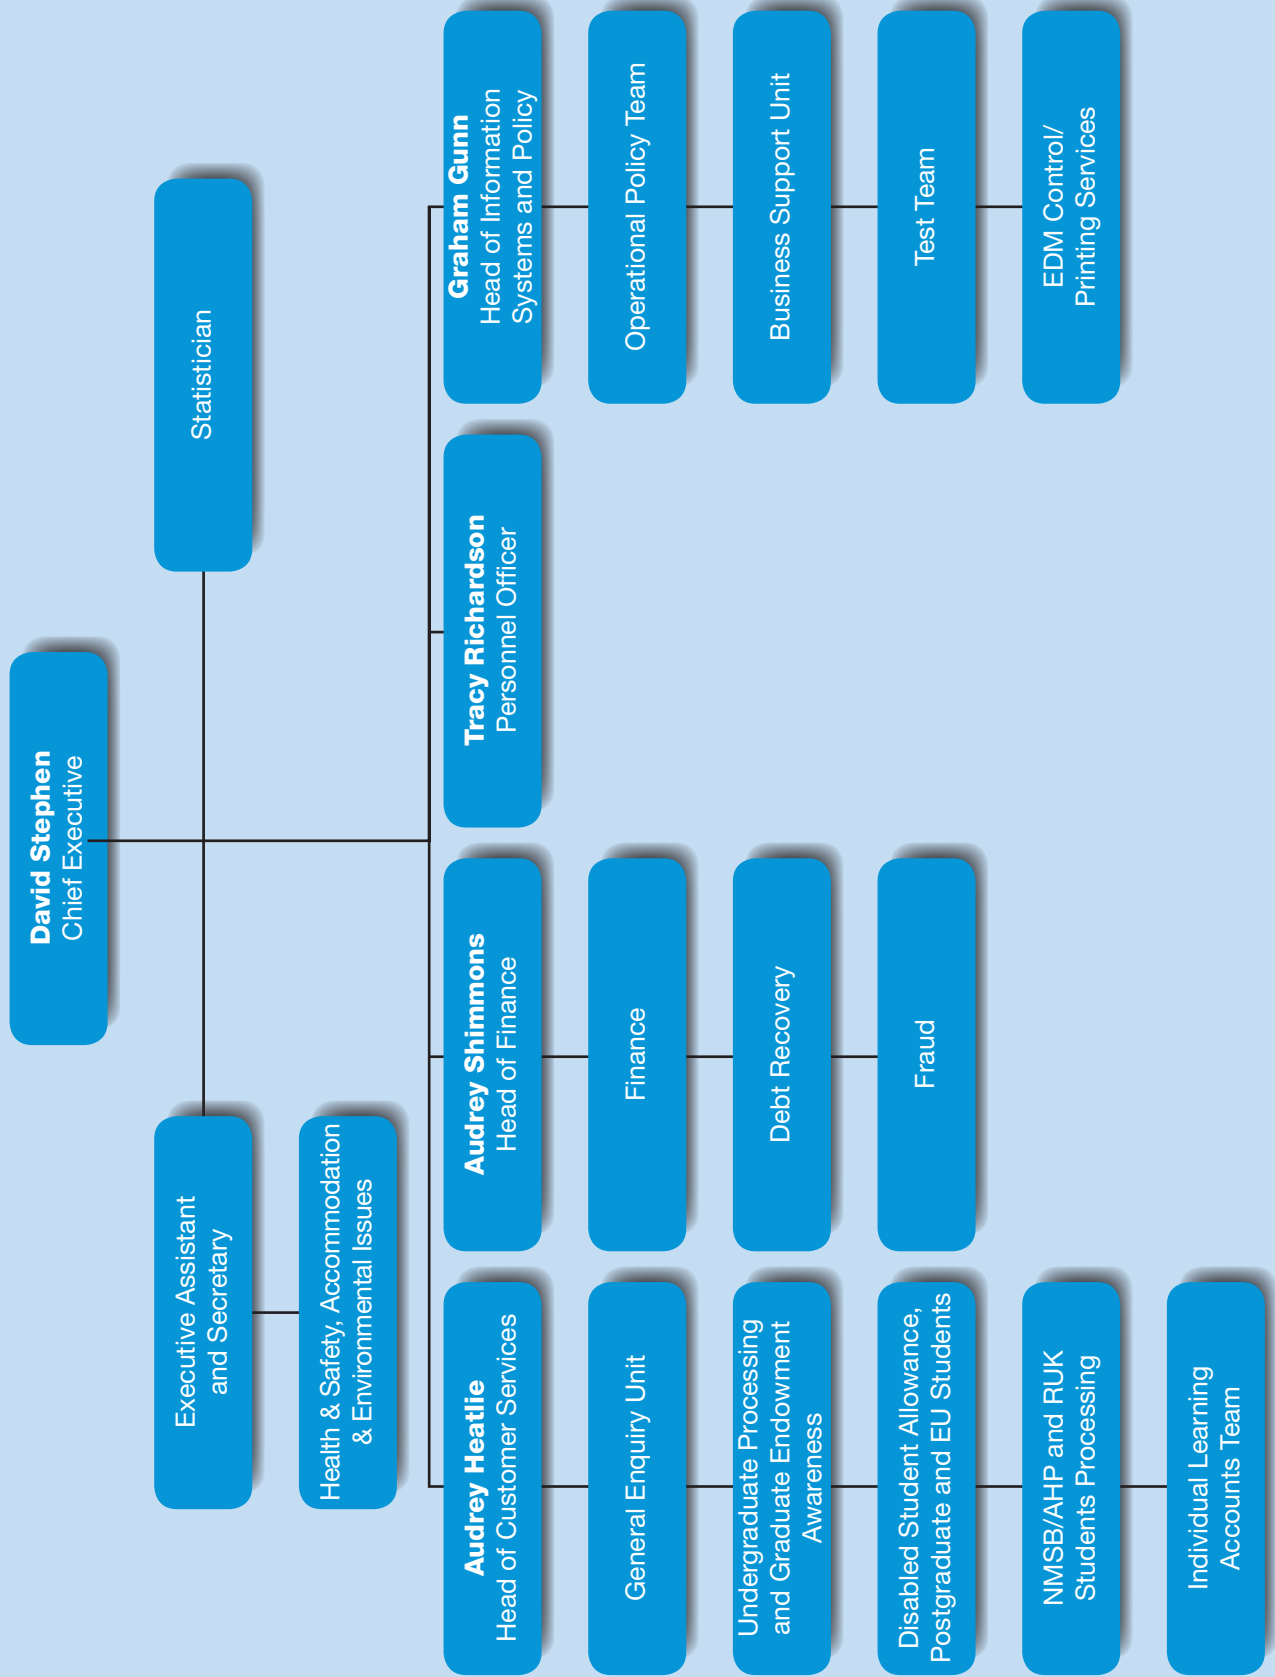 David Stephen
Chief Executive
Executive Assistant
and Secretary
Statistician
Health & Safety, Accommodation
& Environmental Issues
Audrey Heatlie
Head of Customer Services
General Enquiry Unit
Undergraduate Processing
and Graduate Endowment
Awareness
Disabled Student Allowance,
Postgraduate and EU Students
NMSB/AHP and RUK
Students Processing
Individual Learning
Accounts Team
Audrey Shimmons
Head of Finance
Finance
Debt Recovery
Fraud
Tracy Richardson
Personnel Officer
Graham Gunn
Head of Information
Systems and Policy
Operational Policy Team
Business Support Unit
Test Team
EDM Control/
Printing Services